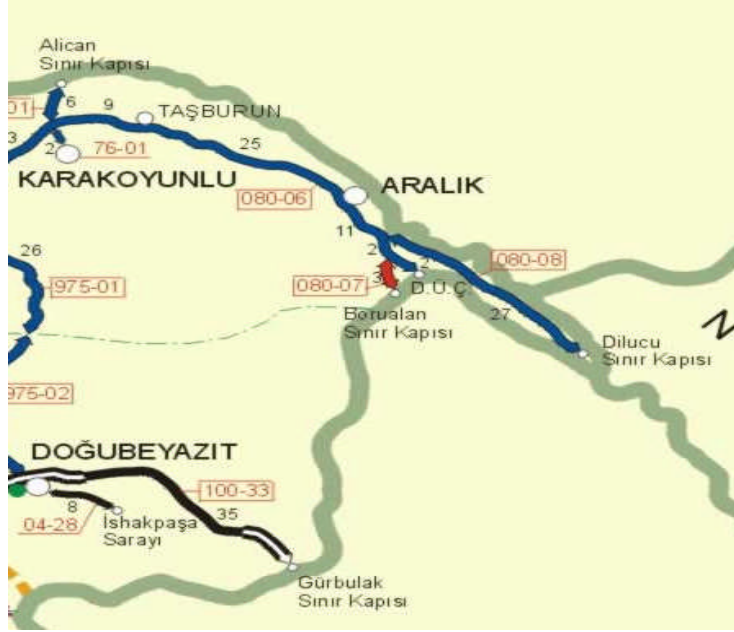 Alican
Sınır Kapısı
01
6
9
TAŞBURUN
3
2
76-01
25
KARAKOYUNLU
080-06
ARALIK
11
2
2
080-08
26
975-01
080-07
3
D.U.Ç.
Borualan
Sınır Kapısı
27
Dilucu
Sınır Kapısı
N
975-02
DOĞUBEYAZIT
100-33
8
04-28
İshakpaşa
Sarayı
35
Gürbulak
Sınır Kapısı